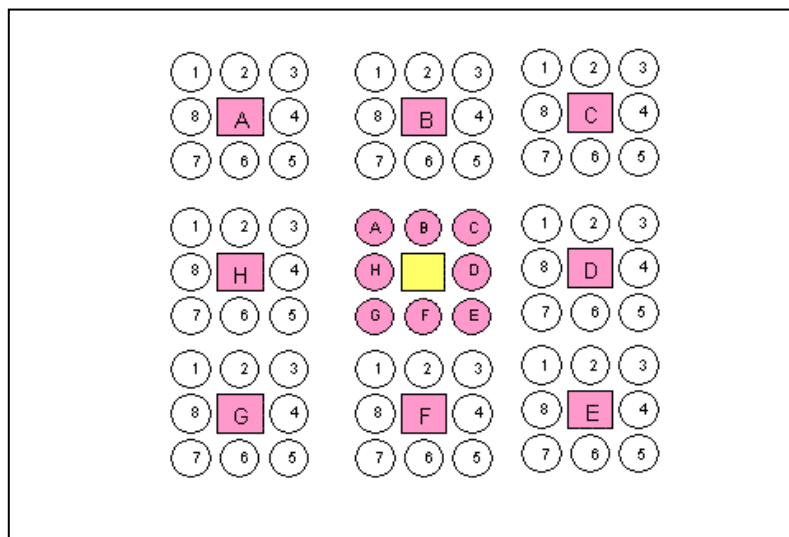 1 2 3 1 2 3 1 2 3
8 A 4 8 B 4 8 C 4
7 6 5 7 6 5 7 6 5
1 2 3 A B C 1 2 3
8 H 4 H D 8 D 4
7 6 5 G F E 7 6 5
1 2 3 1 2 3 1 2 3
8 G 4 8 F 4 8 E 4
7 6 5 7 6 5 7 6 5